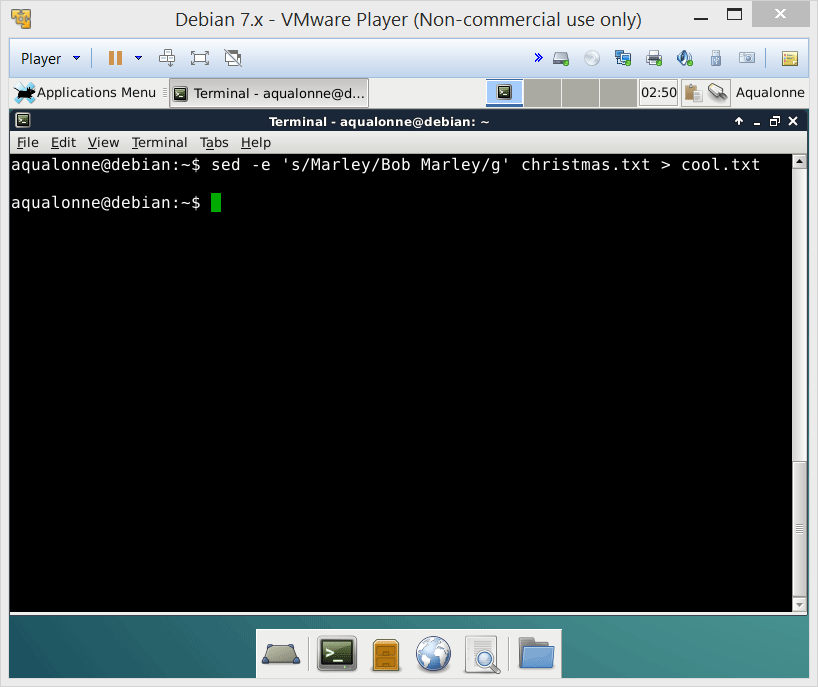 Debian 7.x - VMware Player (Non-commercial use only)
Player
Applications Menu Terminal - aqualonne@d... 02:50 Aqualonne
Terminal - aqualonne@debian: ~
File Edit View Terminal Tabs Help
aqualonne@debian:~$ sed -e 's/Marley/Bob Marley/g' christmas.txt > cool.txt
aqualonne@debian:~$